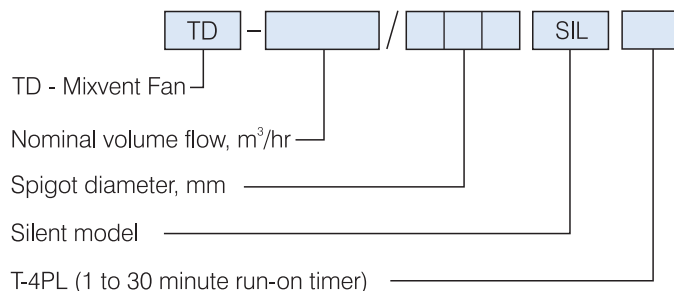 TD – / SIL
TD - Mixvent Fan
Nominal volume flow, m³/hr
Spigot diameter, mm
Silent model
T-4PL (1 to 30 minute run-on timer)